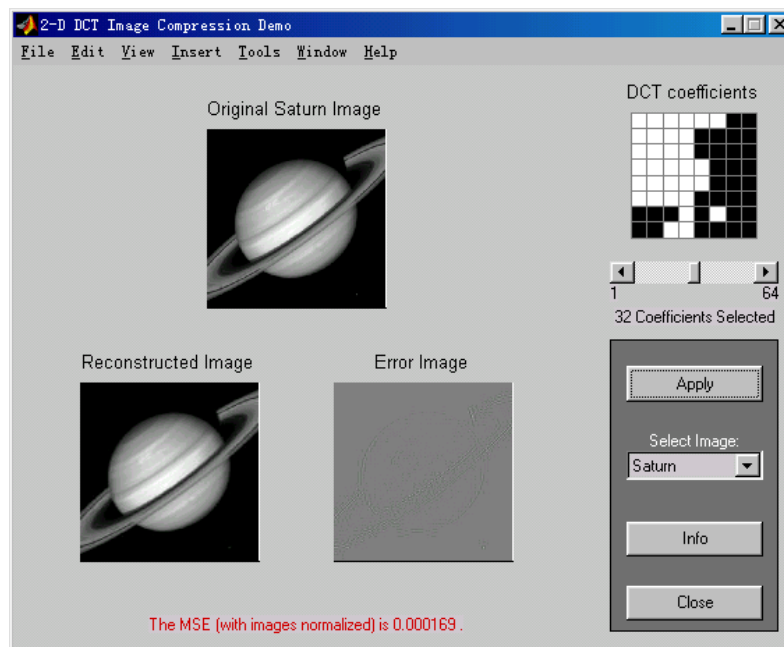 2-D DCT Image Compression Demo
File Edit View Insert Tools Window Help
Original Saturn Image
DCT coefficients
1 64
32 Coefficients Selected
Reconstructed Image
Error Image
Apply
Select Image:
Saturn
Info
Close
The MSE (with images normalized) is 0.000169 .